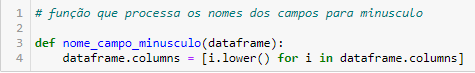 1 # função que processa os nomes dos campos para minusculo
2
3 def nome_campo_minusculo(dataframe):
4     dataframe.columns = [i.lower() for i in dataframe.columns]